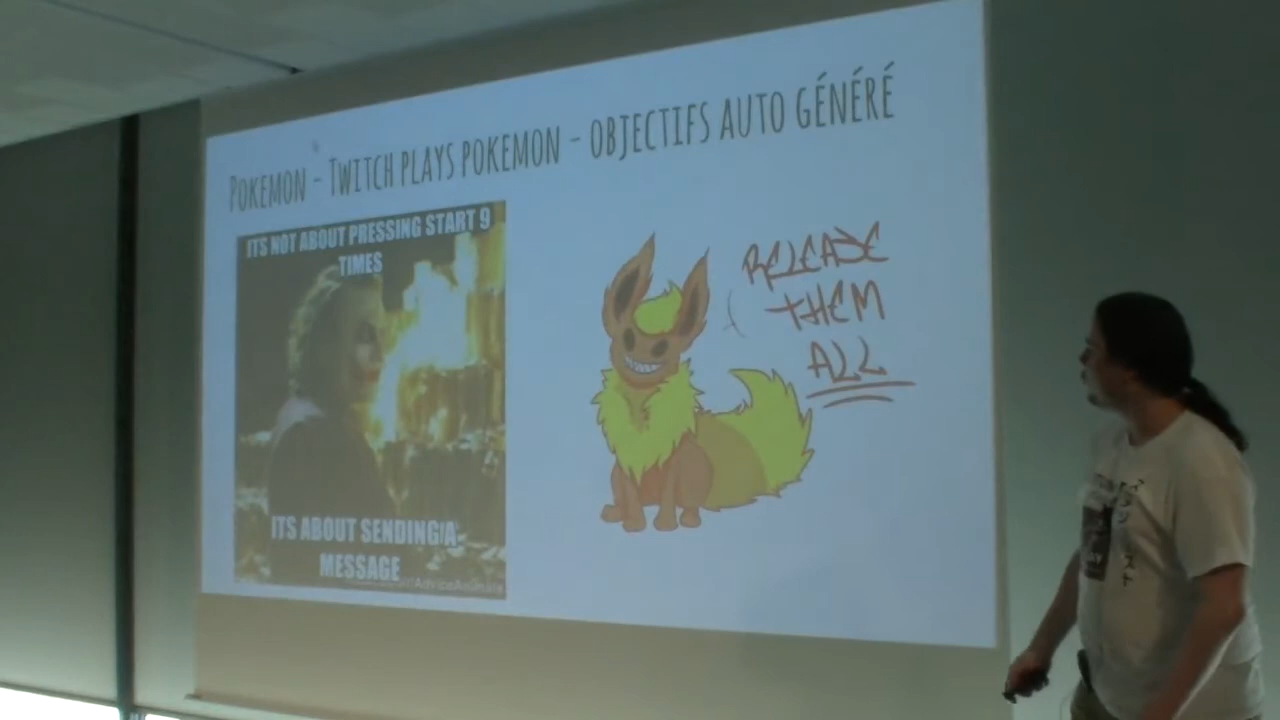 POKEMON - TWITCH PLAYS POKEMON - OBJECTIFS AUTO GÉNÉRÉ
ITS NOT ABOUT PRESSING START 9
TIMES
ITS ABOUT SENDING A
MESSAGE
RELEASE
THEM
ALL